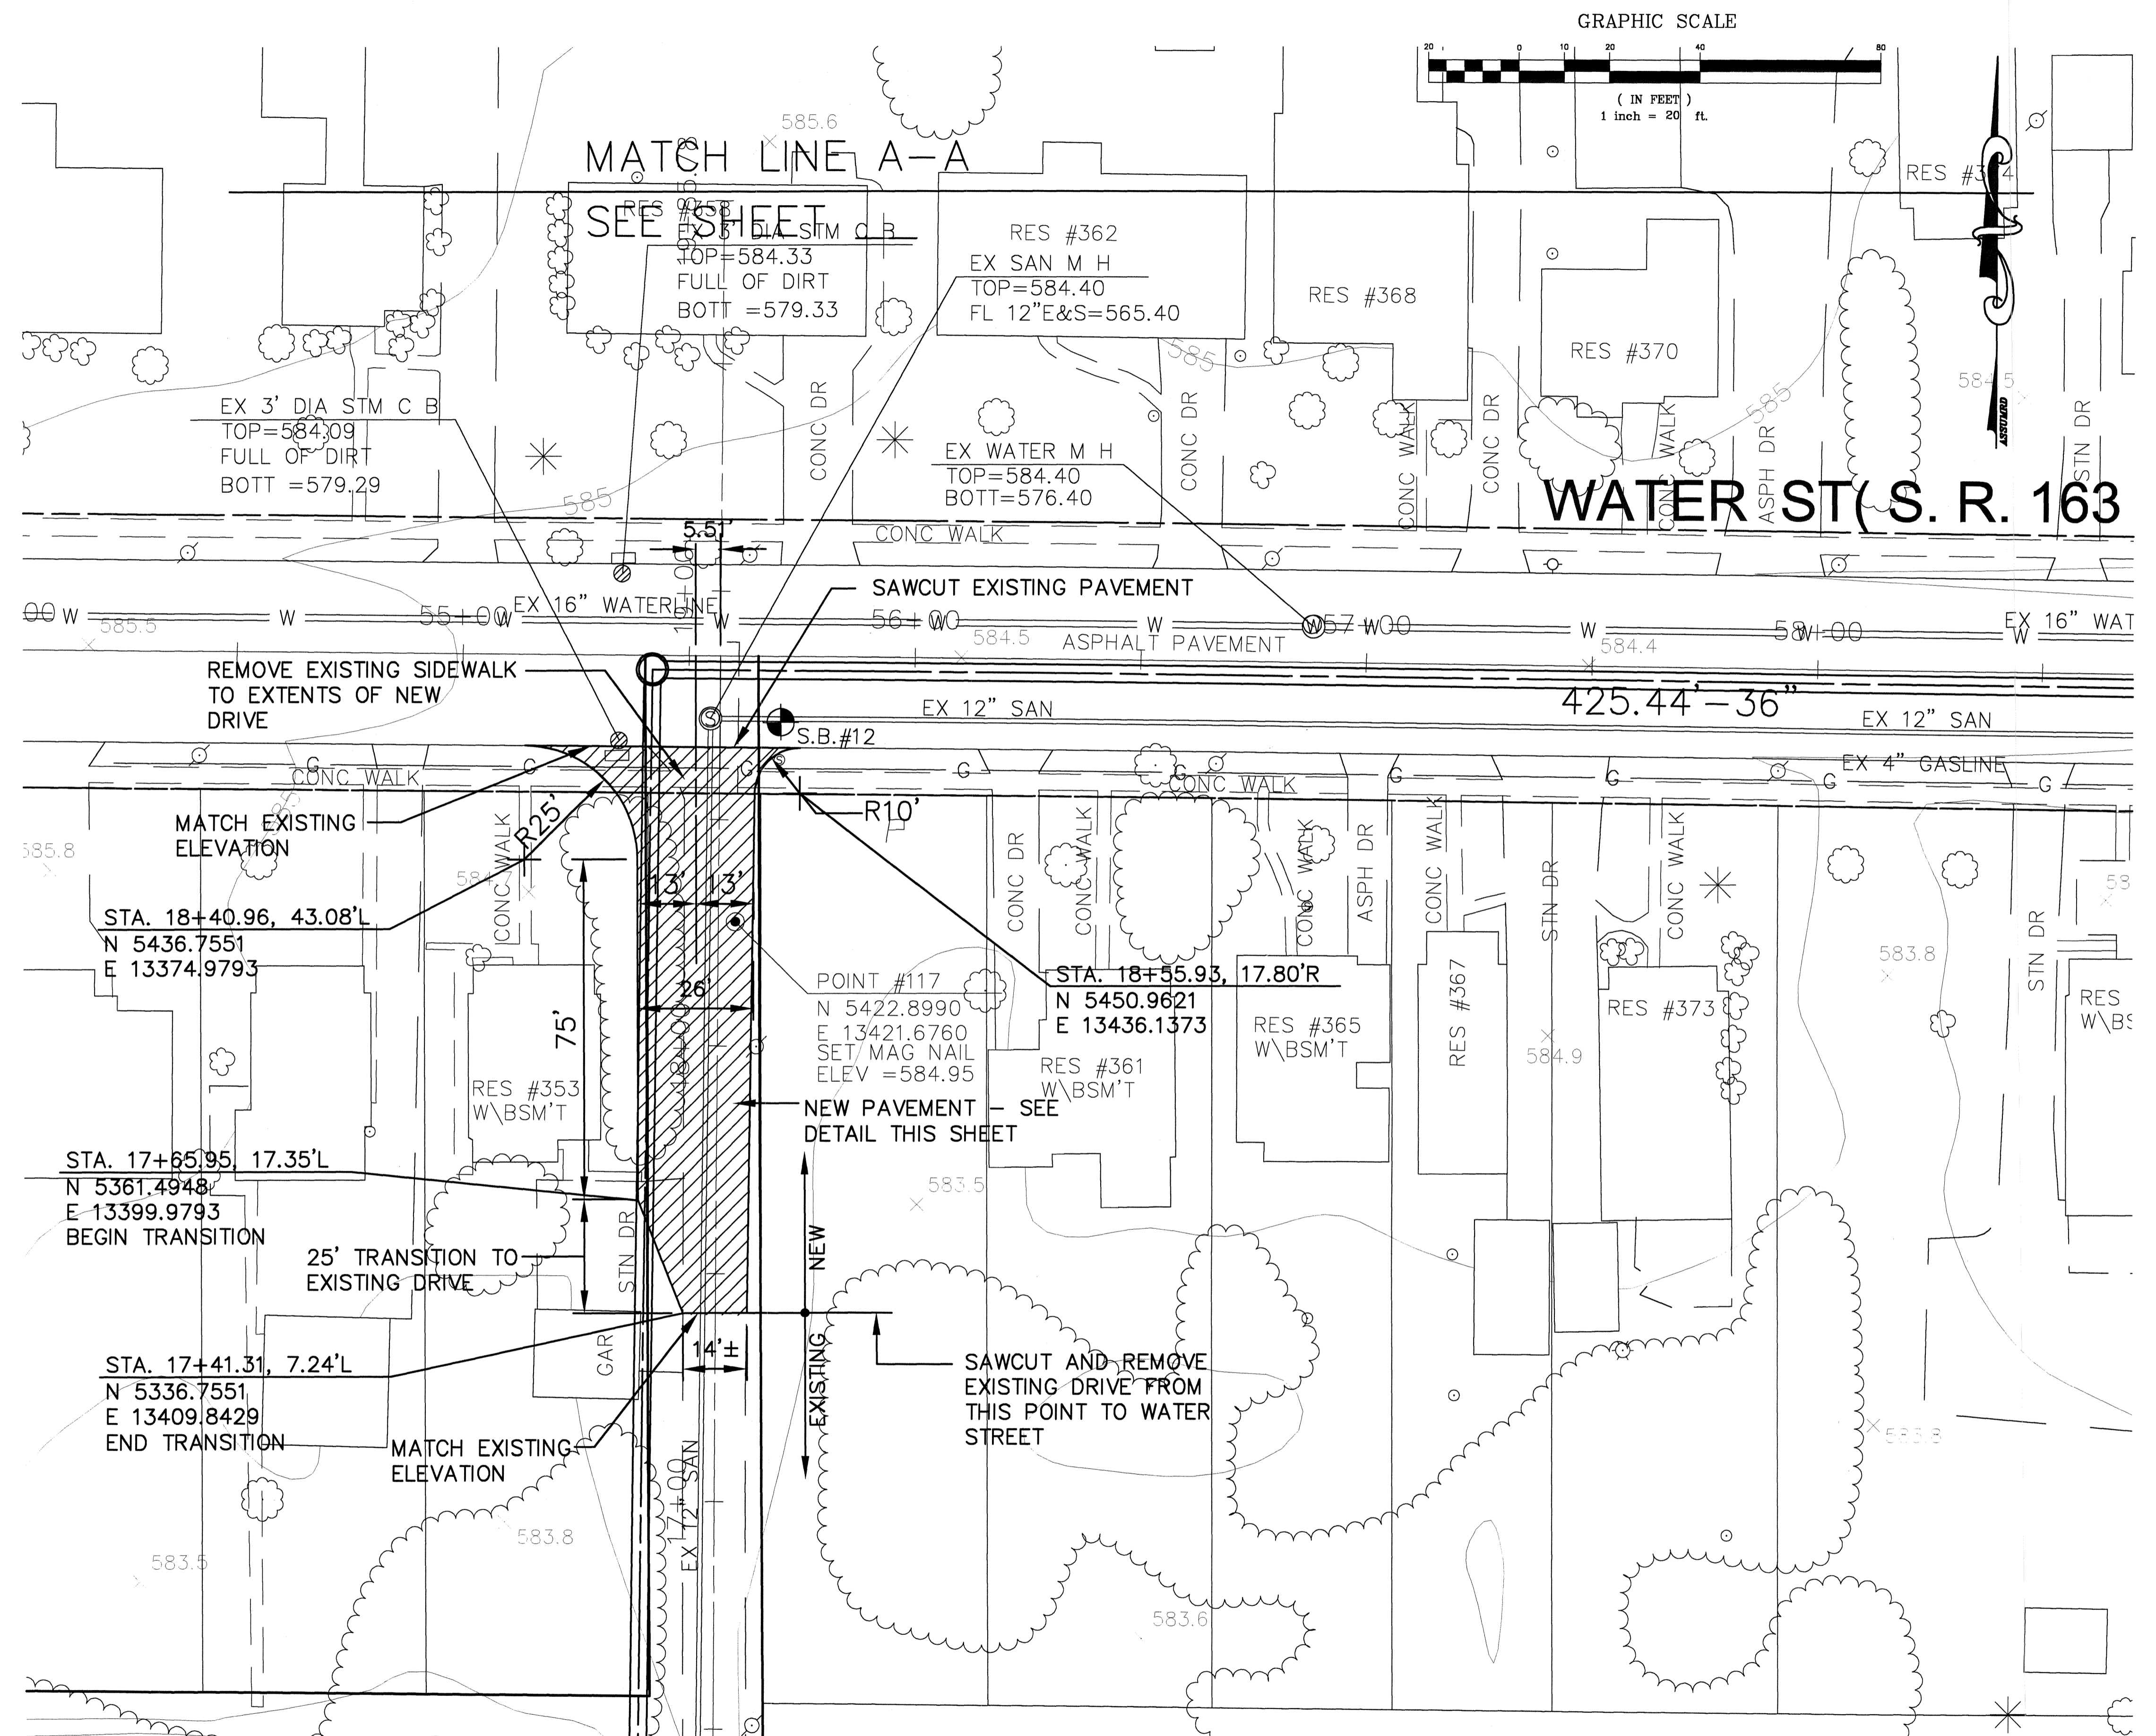 GRAPHIC SCALE
20 0 10 20 40 80
( IN FEET )
1 inch = 20 ft.
585.6
MATCH LINE A-A
SEE SHEET
RES #358
EX 3' DIA STM C B
TOP=584.33
FULL OF DIRT
BOTT =579.33
RES #362
EX SAN M H
TOP=584.40
FL 12"E&S=565.40
RES #368
RES #370
ASSUMED
584.5
585
585
585
EX 3' DIA STM C B
TOP=584.09
FULL OF DIRT
BOTT =579.29
CONC DR
EX WATER M H
TOP=584.40
BOTT=576.40
CONC DR
CONC WALK
CONC DR
CONC WALK
ASPH DR
STN DR
WATER ST( S. R. 163
5.51'
CONC WALK
SAWCUT EXISTING PAVEMENT
00 W W 55+00 W EX 16" WATERLINE W 56+00 W W W 57+00 W W 58+00 W EX 16" WAT
W
585.5
584.5
ASPHALT PAVEMENT
584.4
REMOVE EXISTING SIDEWALK
TO EXTENTS OF NEW
DRIVE
425.44'-36"
EX 12" SAN
EX 12" SAN
S
S.B.#12
G G G G G G G G
CONC WALK
CONC WALK
EX 4" GASLINE
MATCH EXISTING
ELEVATION
R25'
R10'
585.8
585
584.7
CONC WALK
13' 13'
CONC DR
CONC WALK
CONC WALK
ASPH DR
CONC WALK
STN DR
CONC WALK
STN DR
STA. 18+40.96, 43.08'L
N 5436.7551
E 13374.9793
POINT #117
N 5422.8990
E 13421.6760
SET MAG NAIL
ELEV =584.95
STA. 18+55.93, 17.80'R
N 5450.9621
E 13436.1373
26'
75'
18+00
RES #353
W\BSM'T
RES #361
W\BSM'T
RES #365
W\BSM'T
RES #367
584.9
RES #373
583.8
RES
W\BS
NEW PAVEMENT - SEE
DETAIL THIS SHEET
STA. 17+65.95, 17.35'L
N 5361.4948
E 13399.9793
BEGIN TRANSITION
583.5
25' TRANSITION TO
EXISTING DRIVE
STN DR
NEW
GAR
14'±
EXISTING
STA. 17+41.31, 7.24'L
N 5336.7551
E 13409.8429
END TRANSITION
SAWCUT AND REMOVE
EXISTING DRIVE FROM
THIS POINT TO WATER
STREET
MATCH EXISTING
ELEVATION
17+00
EX 12" SAN
583.8
583.8
583.5
583.6